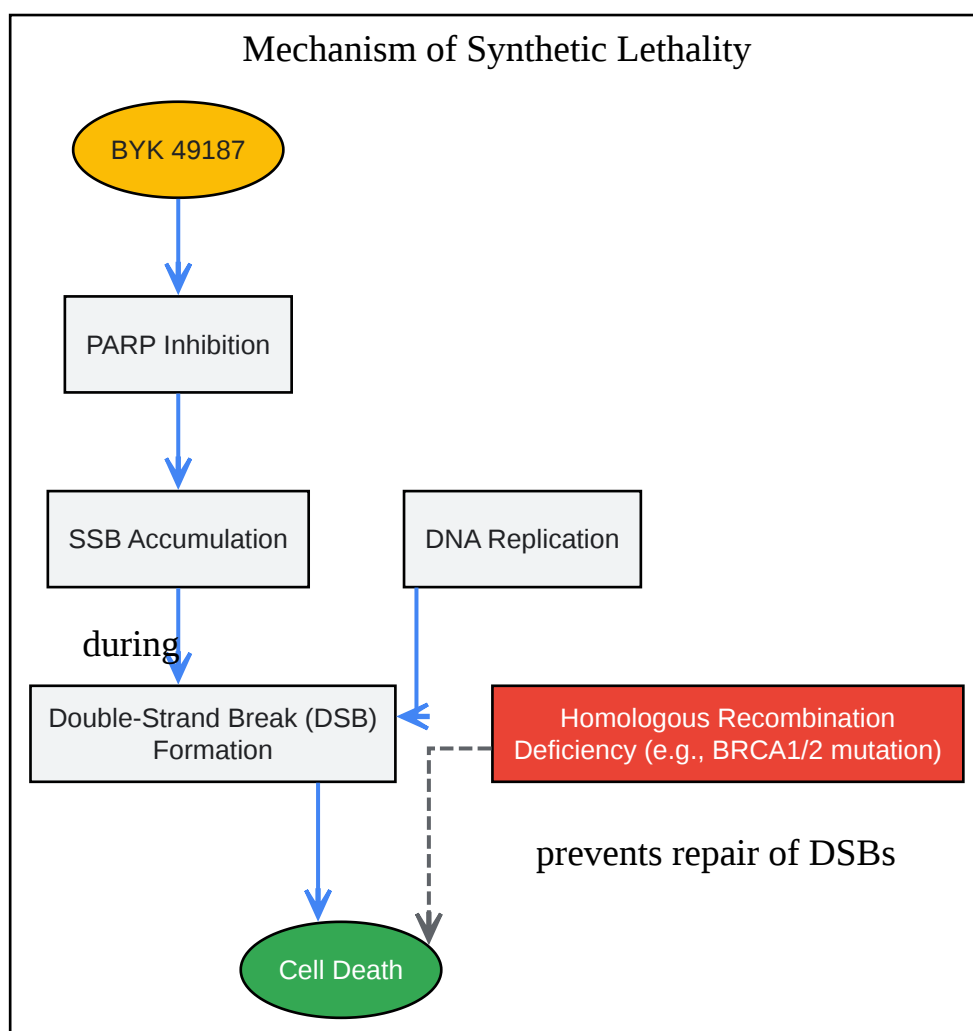 Mechanism of Synthetic Lethality
BYK 49187
PARP Inhibition
SSB Accumulation
DNA Replication
during
Double-Strand Break (DSB)
Formation
Homologous Recombination
Deficiency (e.g., BRCA1/2 mutation)
prevents repair of DSBs
Cell Death